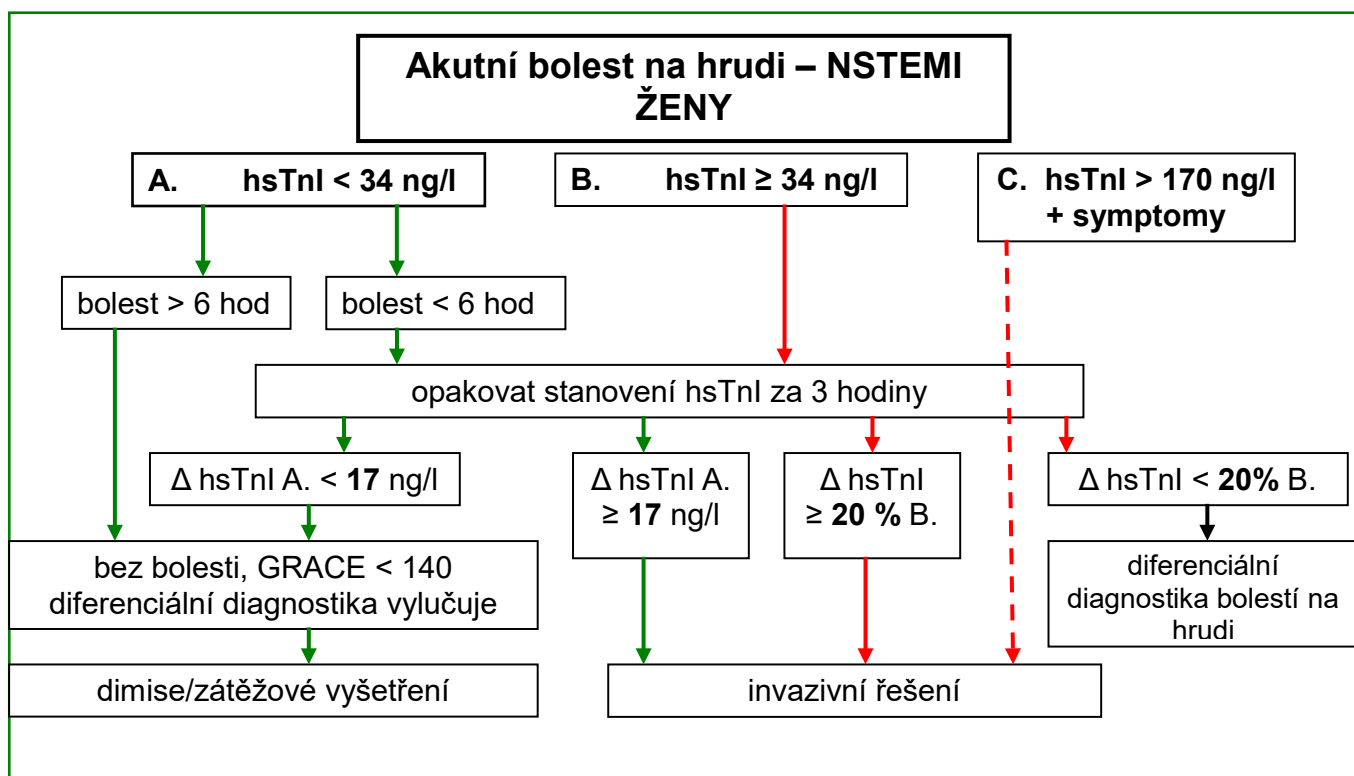 Akutní bolest na hrudi – NSTEMI
ŽENY
A. hsTnI < 34 ng/l
B. hsTnI ≥ 34 ng/l
C. hsTnI > 170 ng/l
+ symptomy
bolest > 6 hod
bolest < 6 hod
opakovat stanovení hsTnI za 3 hodiny
Δ hsTnI A. < 17 ng/l
Δ hsTnI A.
≥ 17 ng/l
Δ hsTnI
≥ 20 % B.
Δ hsTnI < 20% B.
bez bolesti, GRACE < 140
diferenciální diagnostika vylučuje
diferenciální
diagnostika bolestí na
hrudi
dimise/zátěžové vyšetření
invazivní řešení